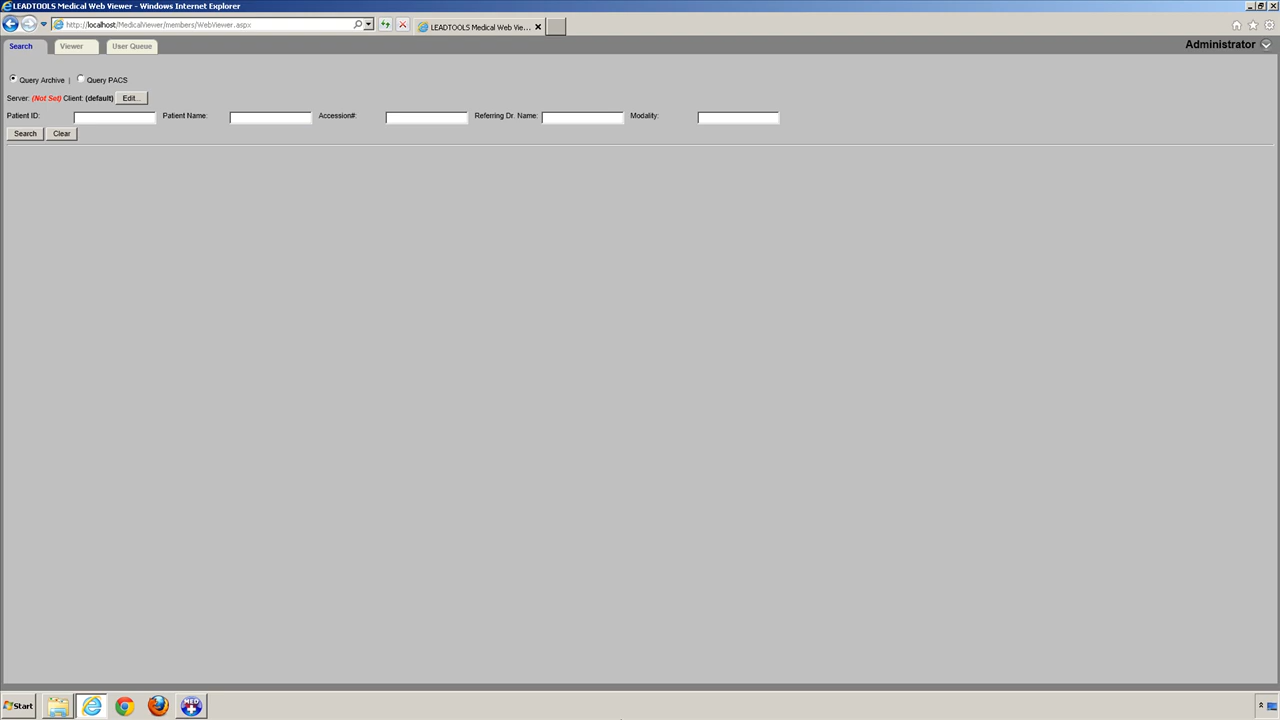 LEADTOOLS Medical Web Viewer - Windows Internet Explorer
http://localhost/MedicalViewer/members/WebViewer.aspx
LEADTOOLS Medical Web Vie...
Search Viewer User Queue Administrator
Query Archive | Query PACS
Server: (Not Set) Client: (default) Edit...
Patient ID: Patient Name: Accession#: Referring Dr. Name: Modality:
Search Clear
Start MED